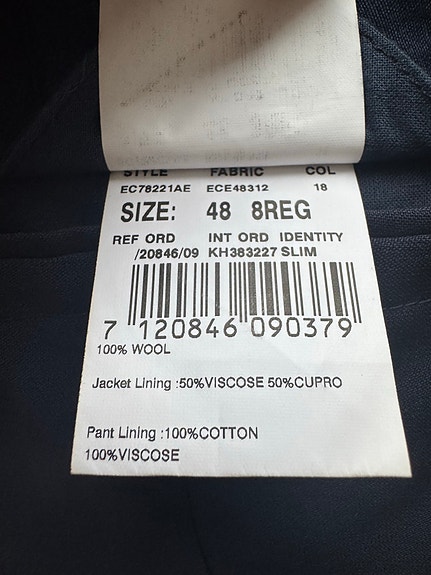 STYLE FABRIC COL
EC78221AE ECE48312 18
SIZE: 48 8REG
REF ORD INT ORD IDENTITY
/20846/09 KH383227 SLIM
7 120846 090379
100% WOOL
Jacket Lining :50%VISCOSE 50%CUPRO
Pant Lining :100%COTTON
100%VISCOSE